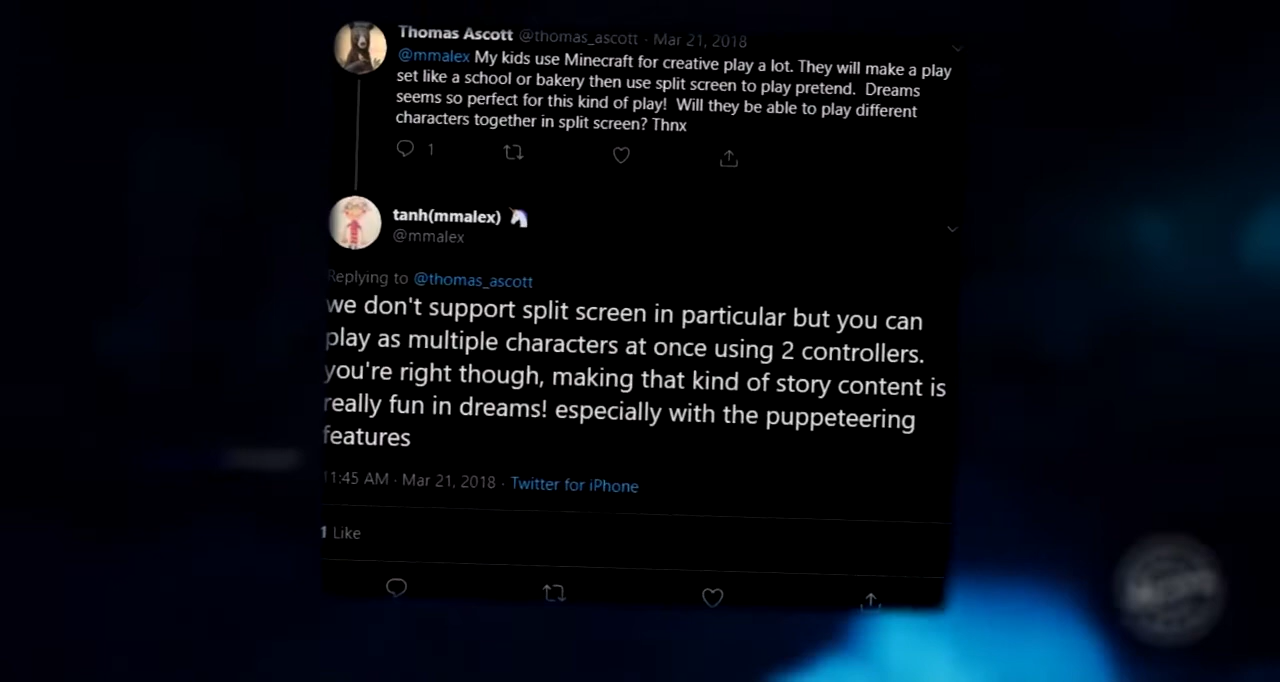 Thomas Ascott @thomas_ascott · Mar 21, 2018
@mmalex My kids use Minecraft for creative play a lot. They will make a play
set like a school or bakery then use split screen to play pretend. Dreams
seems so perfect for this kind of play! Will they be able to play different
characters together in split screen? Thnx
1
tanh(mmalex) 🦄
@mmalex
Replying to @thomas_ascott
we don't support split screen in particular but you can
play as multiple characters at once using 2 controllers.
you're right though, making that kind of story content is
really fun in dreams! especially with the puppeteering
features
11:45 AM · Mar 21, 2018 · Twitter for iPhone
1 Like